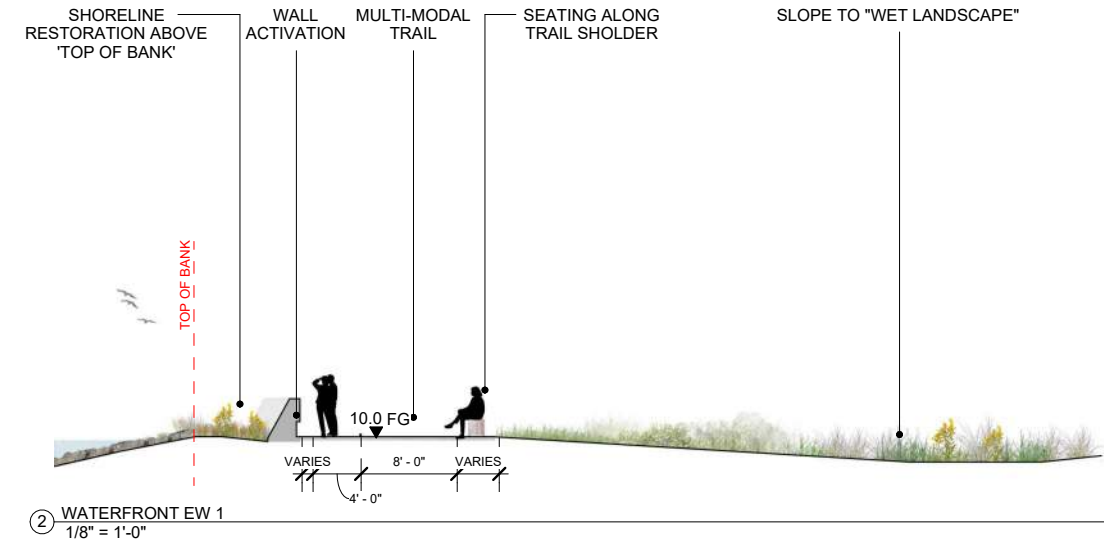 SHORELINE
RESTORATION ABOVE
'TOP OF BANK'
WALL
ACTIVATION
MULTI-MODAL
TRAIL
SEATING ALONG
TRAIL SHOLDER
SLOPE TO "WET LANDSCAPE"
TOP OF BANK
10.0 FG
VARIES
8' - 0"
VARIES
4' - 0"
2
WATERFRONT EW 1
1/8" = 1'-0"